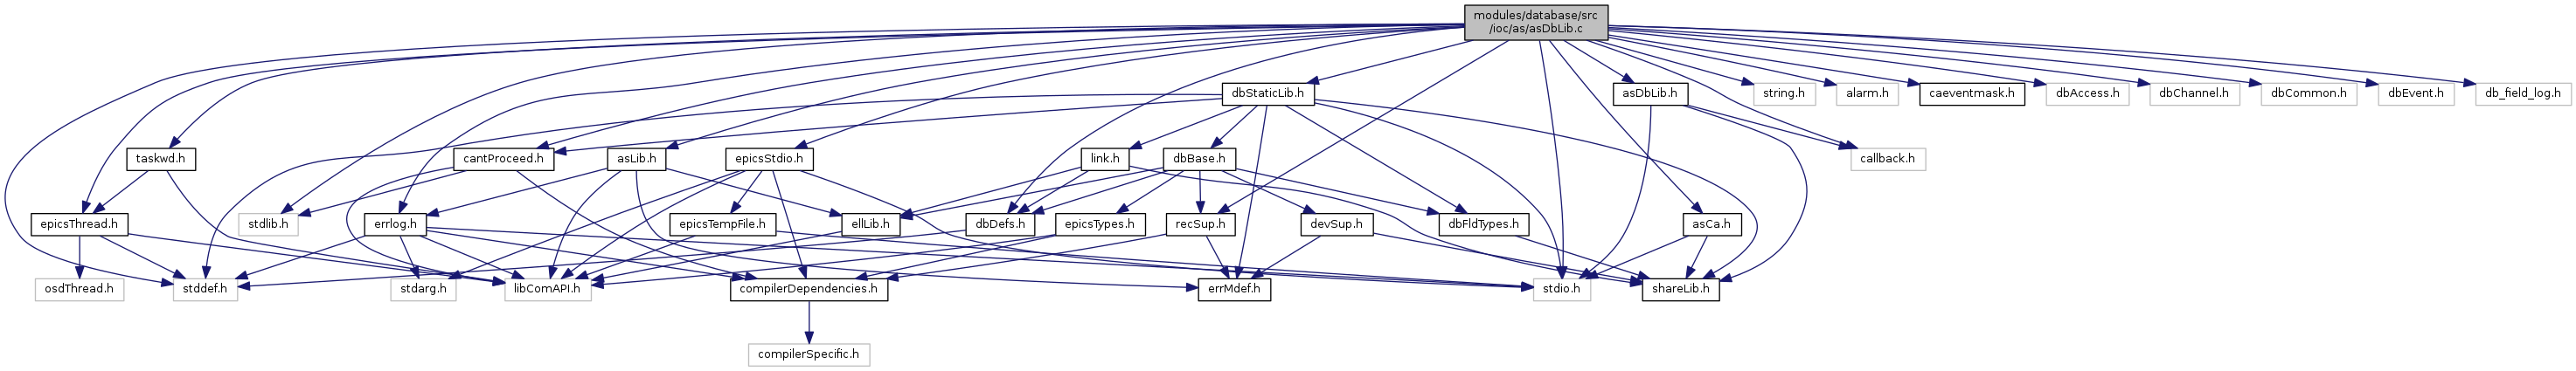 modules/database/src
/ioc/as/asDbLib.c
dbStaticLib.h
asDbLib.h
string.h
alarm.h
caeventmask.h
dbAccess.h
dbChannel.h
dbCommon.h
dbEvent.h
db_field_log.h
taskwd.h
cantProceed.h
asLib.h
epicsStdio.h
link.h
dbBase.h
callback.h
epicsThread.h
stdlib.h
errlog.h
epicsTempFile.h
ellLib.h
dbDefs.h
epicsTypes.h
recSup.h
devSup.h
dbFldTypes.h
asCa.h
osdThread.h
stddef.h
stdarg.h
libComAPI.h
compilerDependencies.h
errMdef.h
stdio.h
shareLib.h
compilerSpecific.h